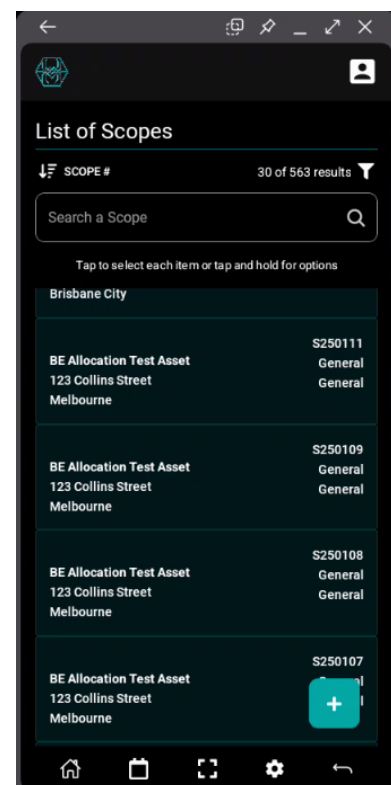 List of Scopes
SCOPE #
30 of 563 results
Search a Scope
Tap to select each item or tap and hold for options
Brisbane City
S250111
BE Allocation Test Asset
General
123 Collins Street
General
Melbourne
S250109
BE Allocation Test Asset
General
123 Collins Street
General
Melbourne
S250108
BE Allocation Test Asset
General
123 Collins Street
General
Melbourne
S250107
BE Allocation Test Asset
123 Collins Street
Melbourne
+